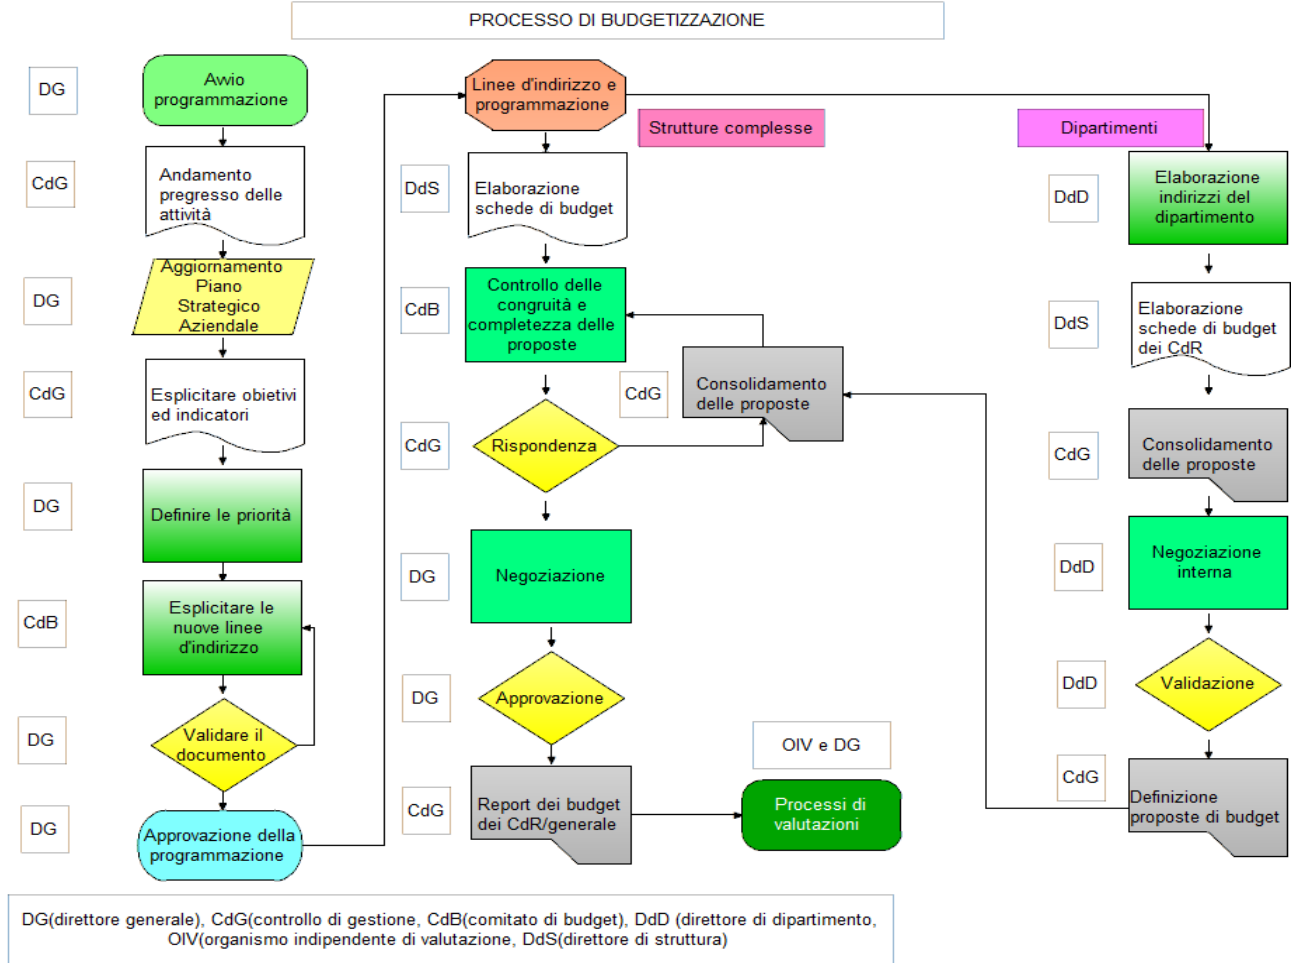 PROCESSO DI BUDGETIZZAZIONE
DG
Avvio
programmazione
CdG
Andamento
pregresso delle
attività
DG
Aggiornamento
Piano
Strategico
Aziendale
CdG
Esplicitare obietivi
ed indicatori
DG
Definire le priorità
CdB
Esplicitare le
nuove linee
d'indirizzo
DG
Validare il
documento
DG
Approvazione della
programmazione
Linee d'indirizzo e
programmazione
Strutture complesse
DdS
Elaborazione
schede di budget
CdB
Controllo delle
congruità e
completezza delle
proposte
CdG
Consolidamento
delle proposte
CdG
Rispondenza
DG
Negoziazione
DG
Approvazione
CdG
Report dei budget
dei CdR/generale
OIV e DG
Processi di
valutazioni
Dipartimenti
DdD
Elaborazione
indirizzi del
dipartimento
DdS
Elaborazione
schede di budget
dei CdR
CdG
Consolidamento
delle proposte
DdD
Negoziazione
interna
DdD
Validazione
CdG
Definizione
proposte di budget
DG(direttore generale), CdG(controllo di gestione, CdB(comitato di budget), DdD (direttore di dipartimento,
OIV(organismo indipendente di valutazione, DdS(direttore di struttura)